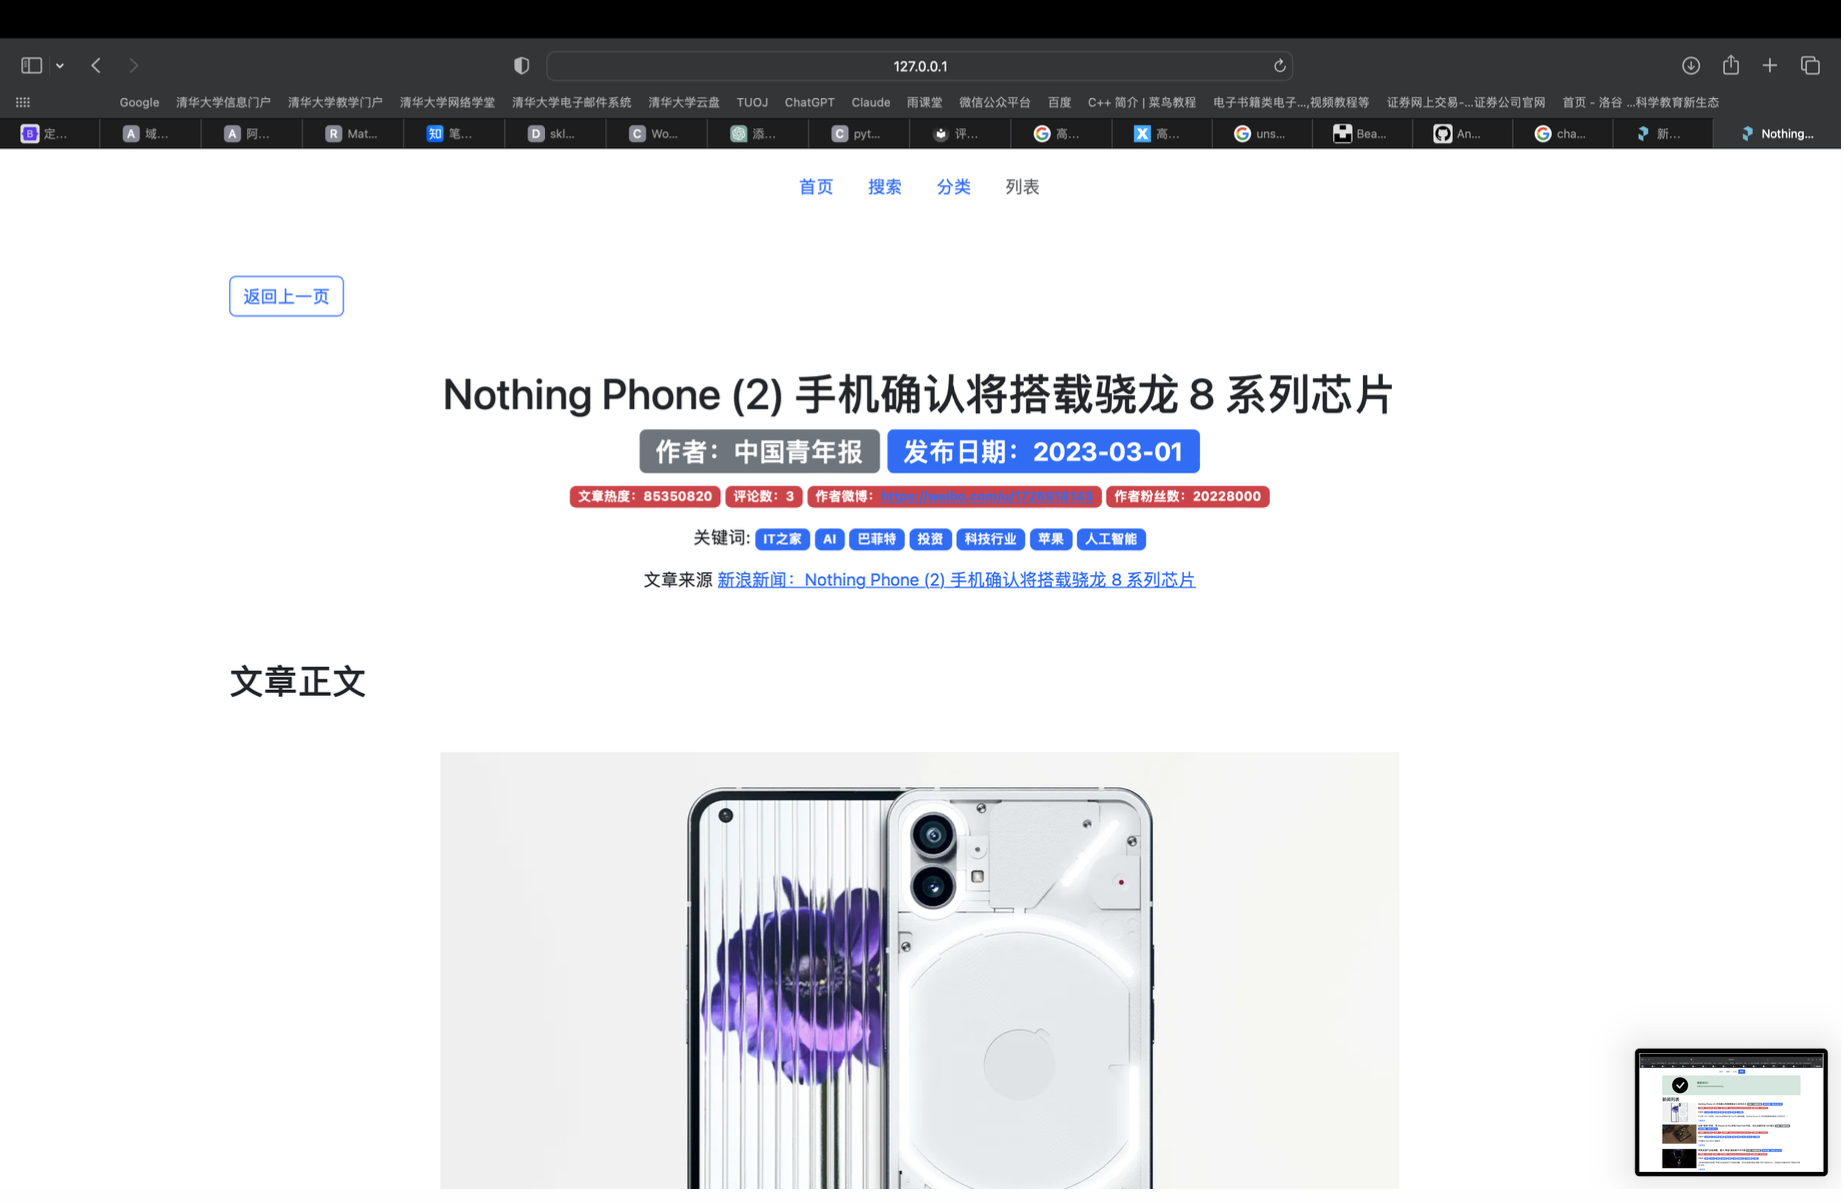 127.0.0.1
Google 清华大学信息门户 清华大学教学门户 清华大学网络学堂 清华大学电子邮件系统 清华大学云盘 TUOJ ChatGPT Claude 雨课堂 微信公众平台 百度 C++ 简介 | 菜鸟教程 电子书籍类电子...,视频教程等 证券网上交易-...证券公司官网 首页 - 洛谷 ...科学教育新生态
B 定... A 域... A 阿... R Mat... 知 笔... D skl... C Wo... 添... C pyt... 评... G 高... X 高... G uns... Bea... An... G cha... 新... Nothing...
首页 搜索 分类 列表
返回上一页
Nothing Phone (2) 手机确认将搭载骁龙 8 系列芯片
作者：中国青年报 发布日期：2023-03-01
文章热度：85350820 评论数：3 作者微博： 作者粉丝数：20228000
关键词: IT之家 AI 巴菲特 投资 科技行业 苹果 人工智能
文章来源 新浪新闻：Nothing Phone (2) 手机确认将搭载骁龙 8 系列芯片
文章正文